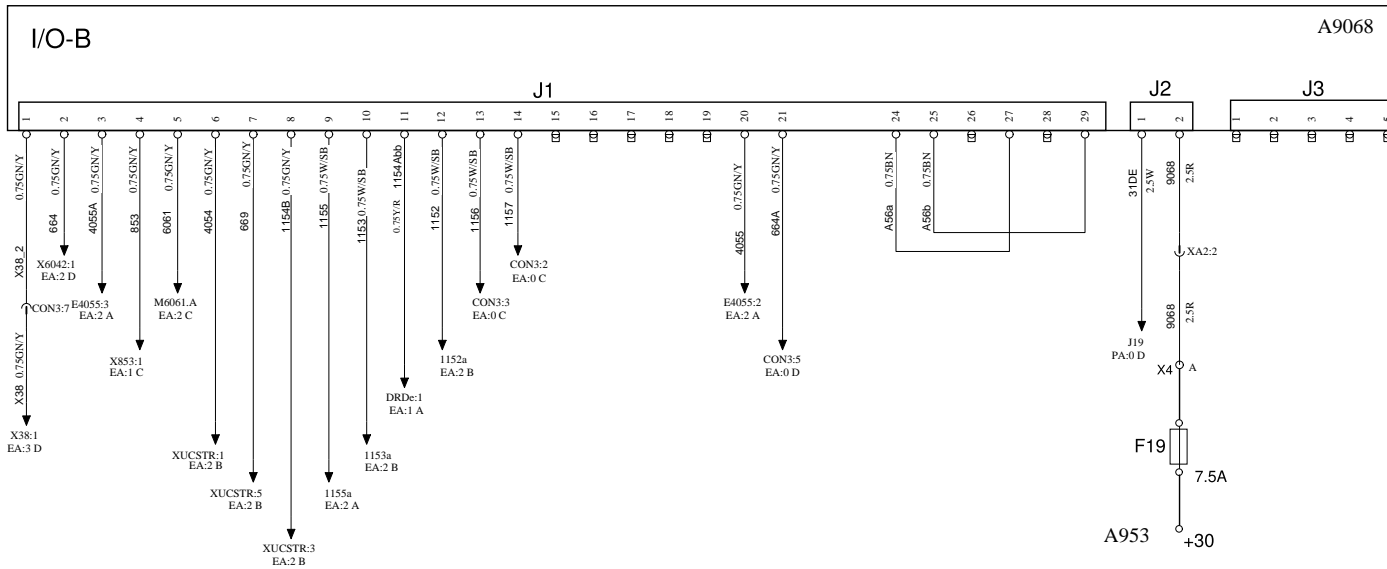 I/O-B
A9068
J1
J2
J3
1 2 3 4 5 6 7 8 9 10 11 12 13 14 15 16 17 18 19 20 21 24 25 26 27 28 29
1 2
1 2 3 4 5
X38_2 0.75GN/Y
CON3:7
X38 0.75GN/Y
X38:1
EA:3 D
664 0.75GN/Y
X6042:1
EA:2 D
4055A 0.75GN/Y
E4055:3
EA:2 A
853 0.75GN/Y
X853:1
EA:1 C
6061 0.75GN/Y
M6061.A
EA:2 C
4054 0.75GN/Y
XUCSTR:1
EA:2 B
669 0.75GN/Y
XUCSTR:5
EA:2 B
1154B 0.75GN/Y
XUCSTR:3
EA:2 B
1155 0.75W/SB
1155a
EA:2 A
1153 0.75W/SB
1153a
EA:2 B
0.75Y/R 1154Abb
DRDe:1
EA:1 A
1152 0.75W/SB
1152a
EA:2 B
1156 0.75W/SB
CON3:3
EA:0 C
1157 0.75W/SB
CON3:2
EA:0 C
4055 0.75GN/Y
E4055:2
EA:2 A
664A 0.75GN/Y
CON3:5
EA:0 D
A56a 0.75BN
A56b 0.75BN
31DE
2.5W
J19
PA:0 D
9068
2.5R
XA2:2
9068
2.5R
X4 A
F19
7.5A
A953
+30